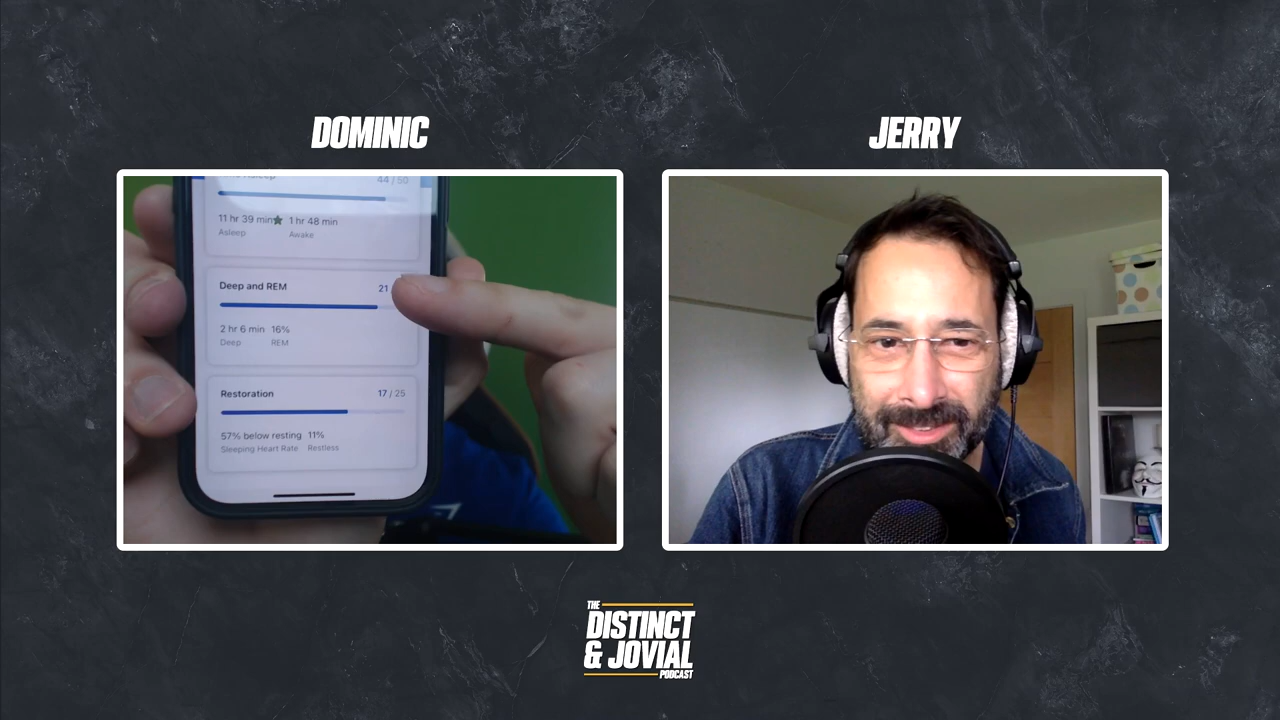 DOMINIC
JERRY
Asleep 44 / 50
11 hr 39 min 1 hr 48 min
Asleep Awake
Deep and REM 21
2 hr 6 min 16%
Deep REM
Restoration 17 / 25
57% below resting 11%
Sleeping Heart Rate Restless
THE
DISTINCT
& JOVIAL
PODCAST